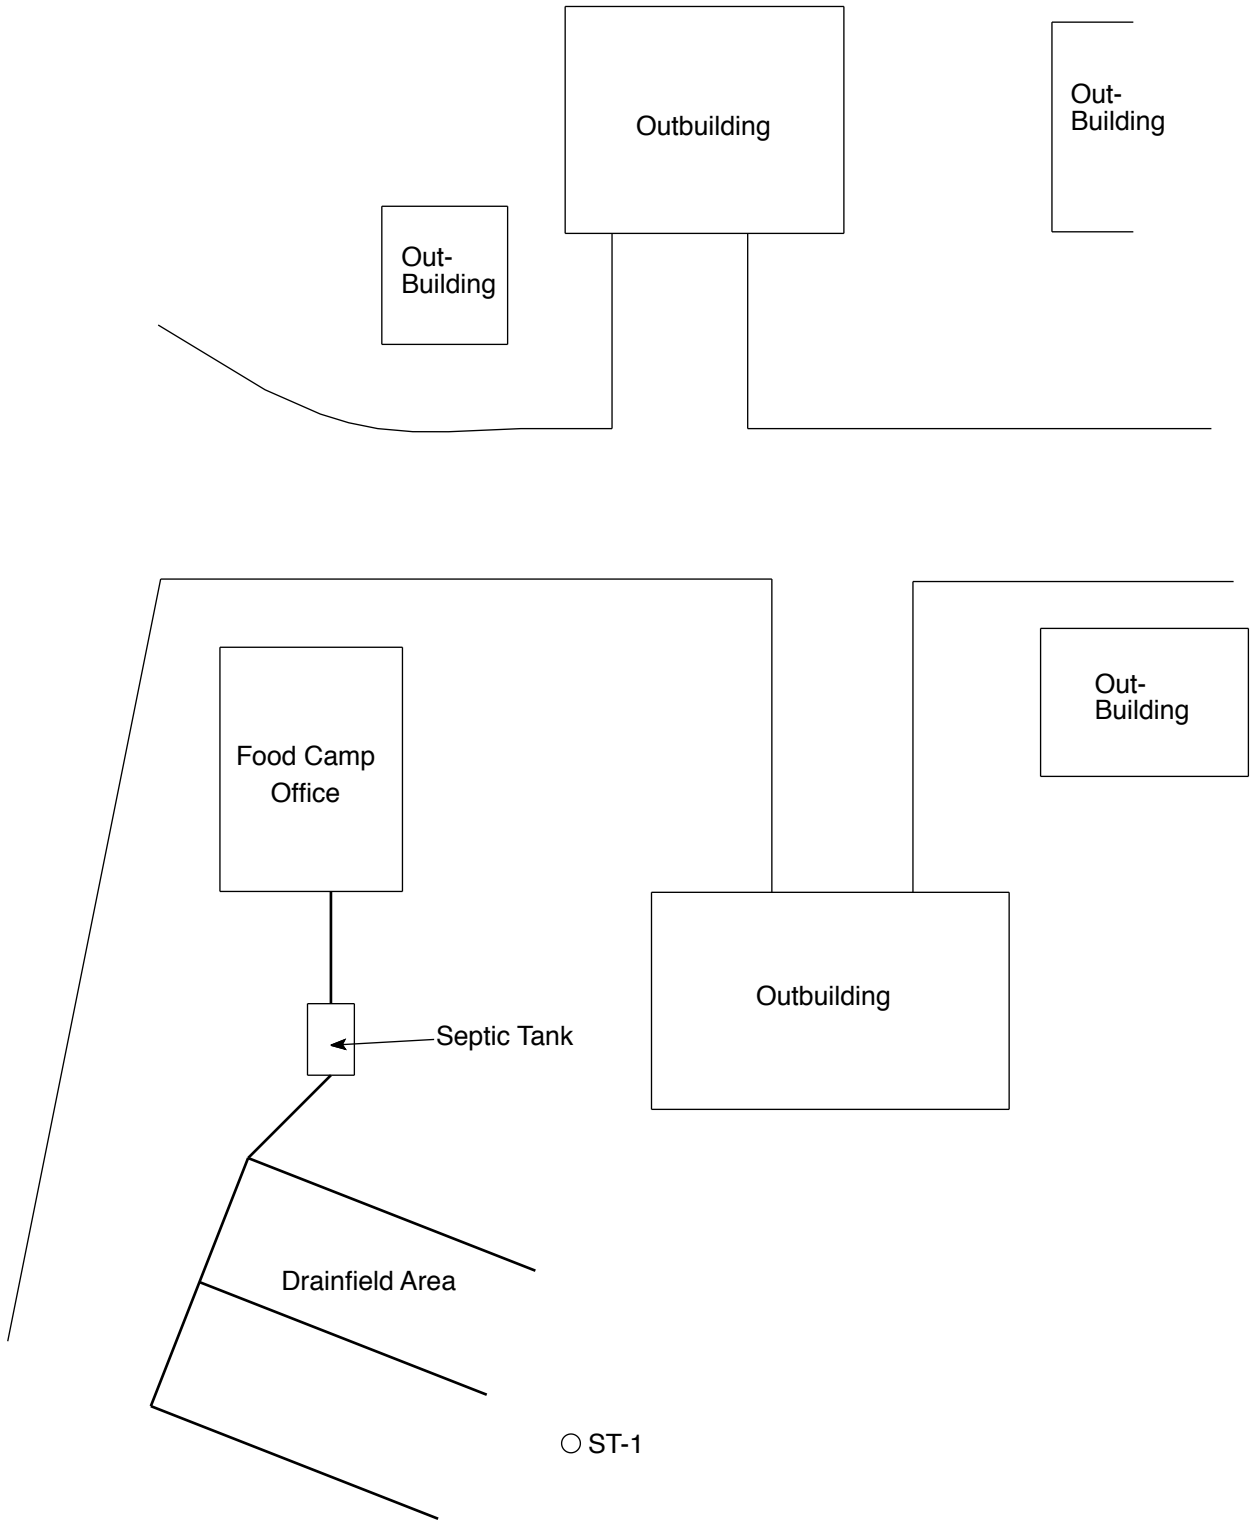 Outbuilding
Out-
Building
Out-
Building
Out-
Building
Food Camp
Office
Outbuilding
Septic Tank
Drainfield Area
ST-1